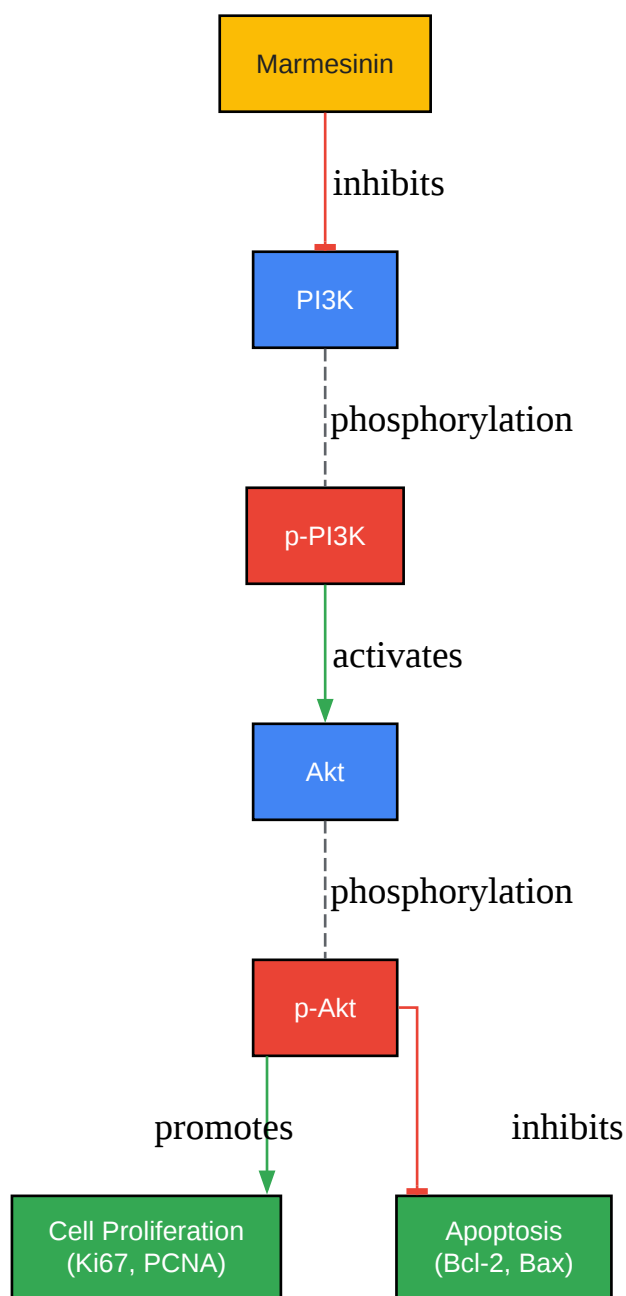 Marmesinin
inhibits
PI3K
phosphorylation
p-PI3K
activates
Akt
phosphorylation
p-Akt
promotes
inhibits
Cell Proliferation
(Ki67, PCNA)
Apoptosis
(Bcl-2, Bax)